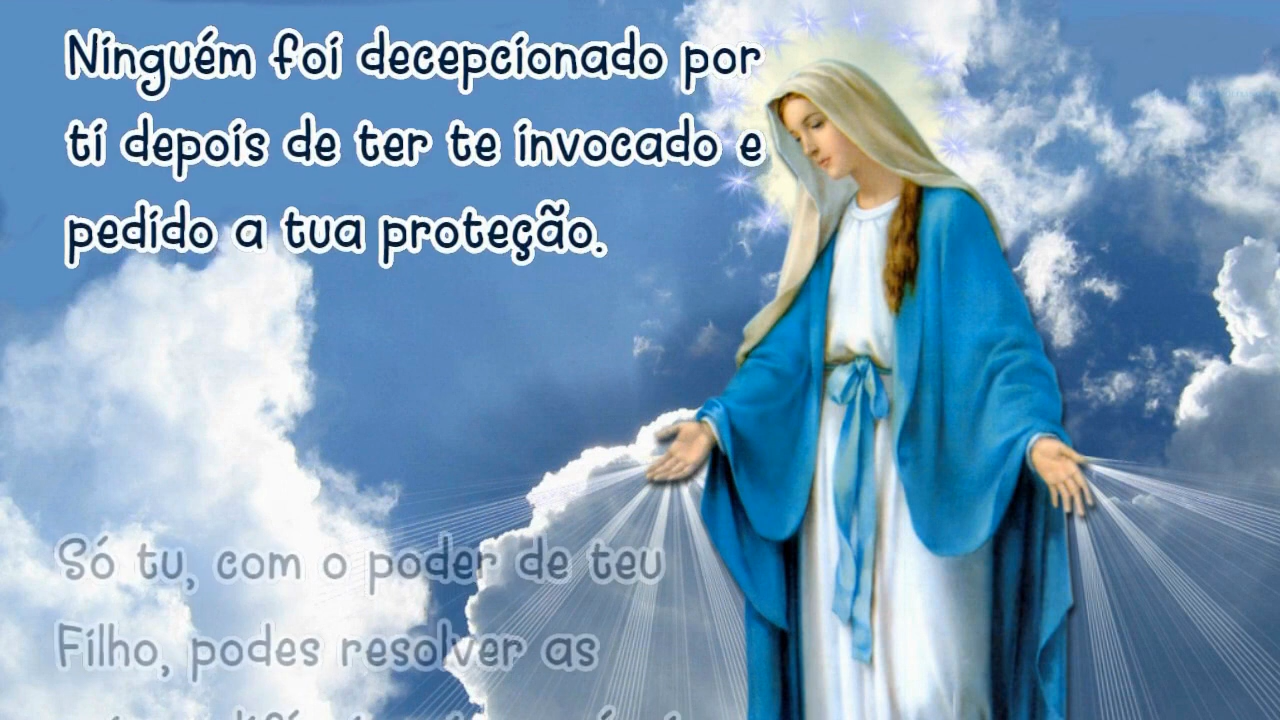 Ninguém foi decepcionado por
ti depois de ter te invocado e
pedido a tua proteção.
Só tu, com o poder de teu
Filho, podes resolver as